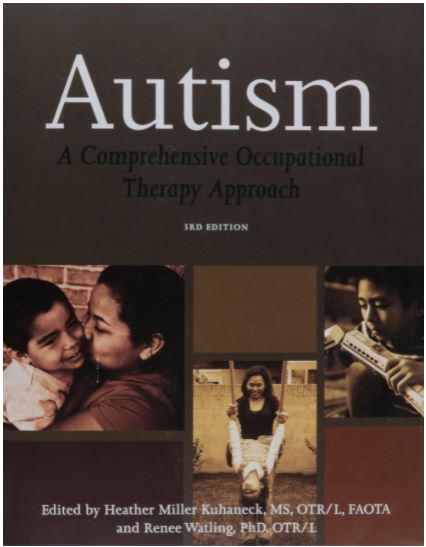 Autism
A Comprehensive Occupational
Therapy Approach
3RD EDITION
Edited by Heather Miller Kuhaneck, MS, OTR/L, FAOTA
and Renee Watling, PhD, OTR/L